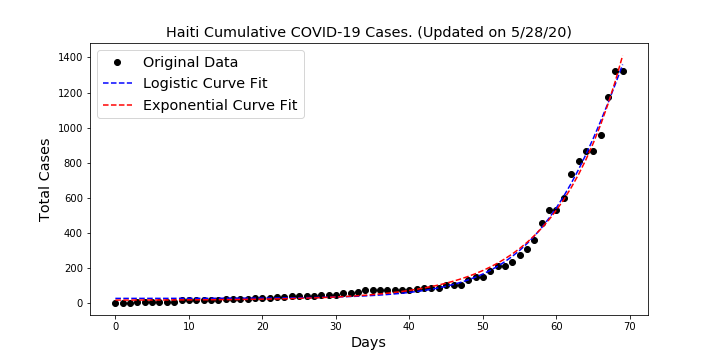 Haiti Cumulative COVID-19 Cases. (Updated on 5/28/20)
Original Data
Logistic Curve Fit
Exponential Curve Fit
Total Cases
1400
1200
1000
800
600
400
200
0
0 10 20 30 40 50 60 70
Days